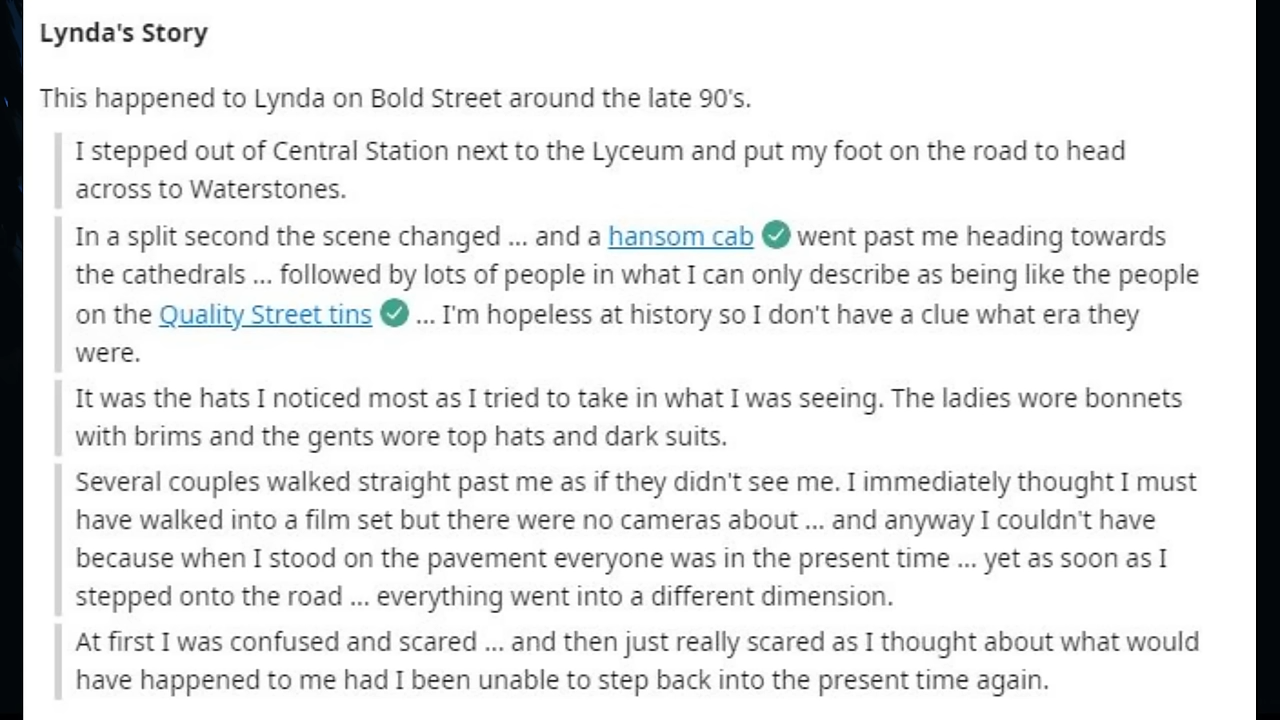 Lynda's Story
This happened to Lynda on Bold Street around the late 90's.
I stepped out of Central Station next to the Lyceum and put my foot on the road to head
across to Waterstones.
In a split second the scene changed ... and a hansom cab went past me heading towards
the cathedrals ... followed by lots of people in what I can only describe as being like the people
on the Quality Street tins ... I'm hopeless at history so I don't have a clue what era they
were.
It was the hats I noticed most as I tried to take in what I was seeing. The ladies wore bonnets
with brims and the gents wore top hats and dark suits.
Several couples walked straight past me as if they didn't see me. I immediately thought I must
have walked into a film set but there were no cameras about ... and anyway I couldn't have
because when I stood on the pavement everyone was in the present time ... yet as soon as I
stepped onto the road ... everything went into a different dimension.
At first I was confused and scared ... and then just really scared as I thought about what would
have happened to me had I been unable to step back into the present time again.